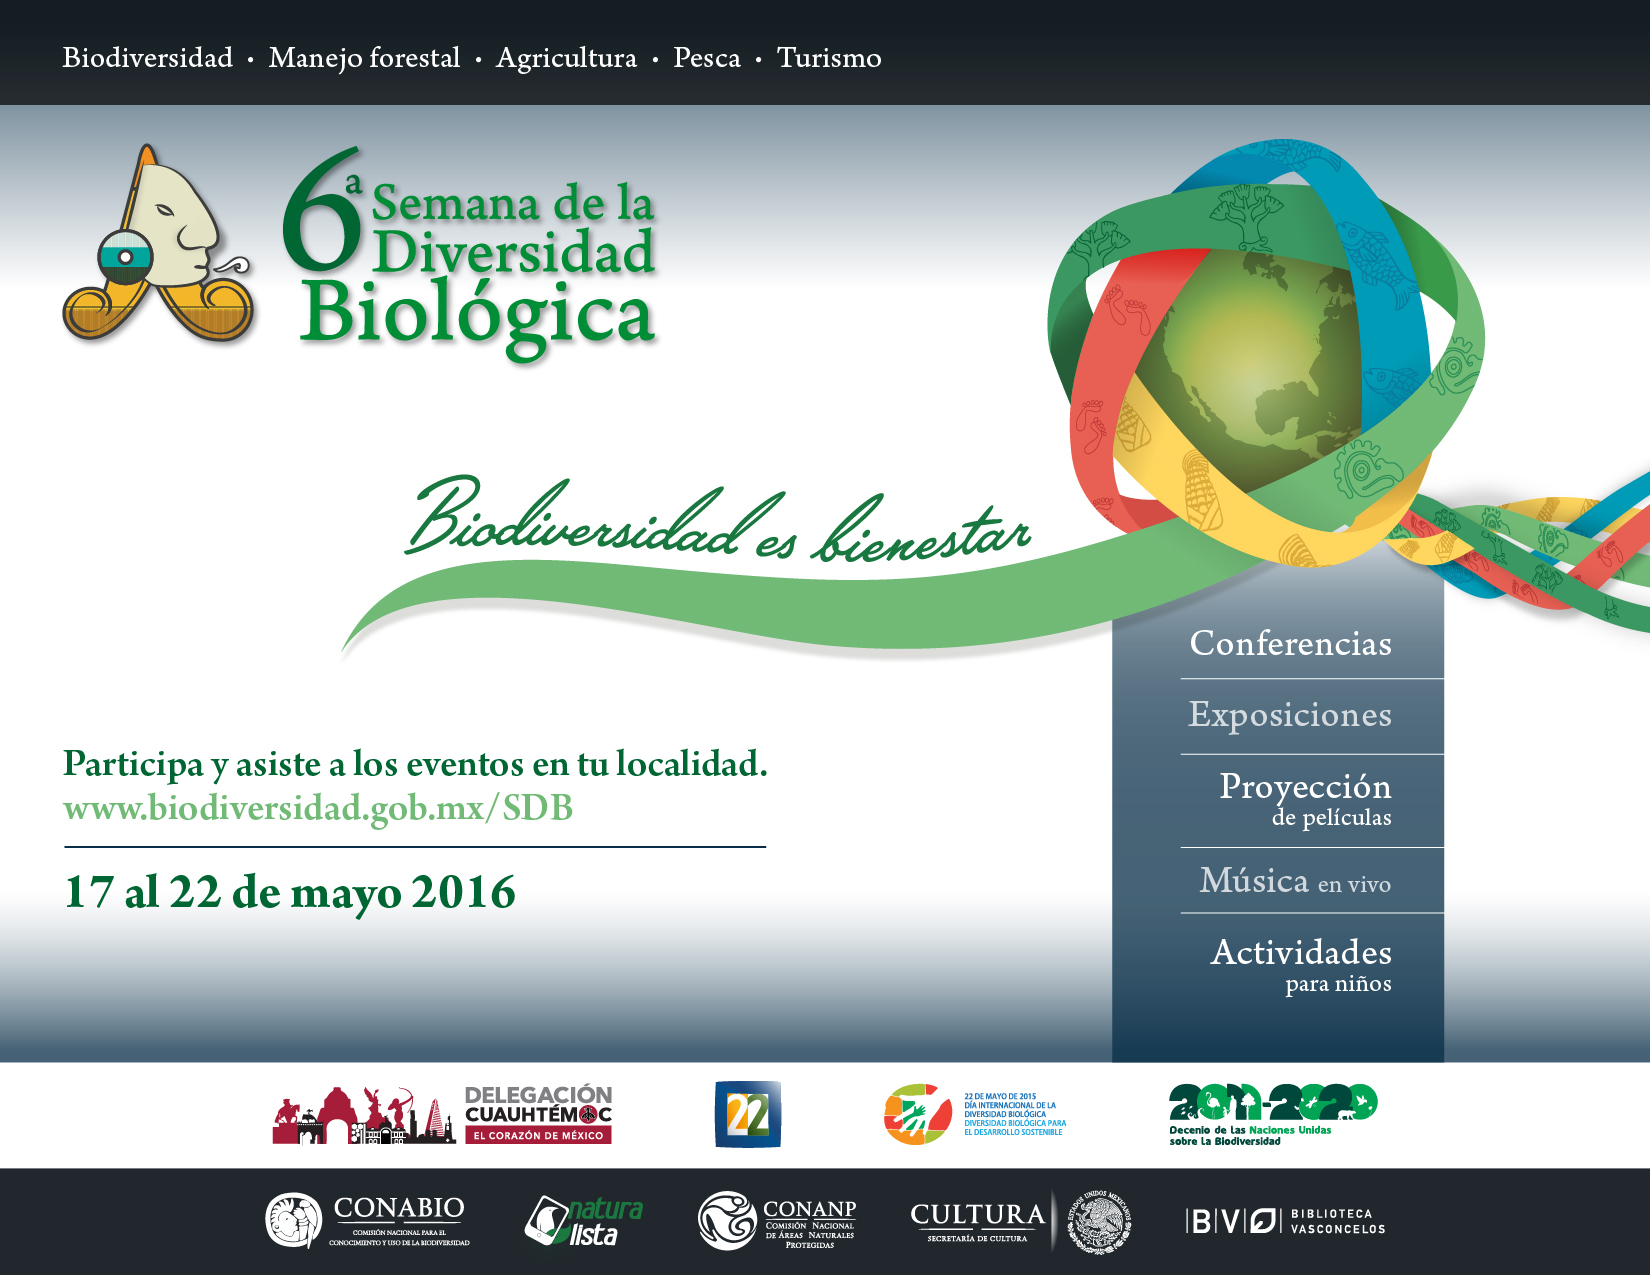 Biodiversidad · Manejo forestal · Agricultura · Pesca · Turismo
6ª Semana de la
Diversidad
Biológica
Biodiversidad es bienestar
Conferencias
Exposiciones
Proyección
de películas
Música en vivo
Actividades
para niños
Participa y asiste a los eventos en tu localidad.
www.biodiversidad.gob.mx/SDB
17 al 22 de mayo 2016
DELEGACIÓN
CUAUHTÉMOC
EL CORAZÓN DE MÉXICO
22
22 DE MAYO DE 2015
DÍA INTERNACIONAL DE LA
DIVERSIDAD BIOLÓGICA
DIVERSIDAD BIOLÓGICA PARA
EL DESARROLLO SOSTENIBLE
2011-2020
Decenio de las Naciones Unidas
sobre la Biodiversidad
CONABIO
COMISIÓN NACIONAL PARA EL
CONOCIMIENTO Y USO DE LA BIODIVERSIDAD
natura
lista
CONANP
COMISIÓN NACIONAL
DE ÁREAS NATURALES
PROTEGIDAS
CULTURA
SECRETARÍA DE CULTURA
ESTADOS UNIDOS MEXICANOS
BV
BIBLIOTECA
VASCONCELOS